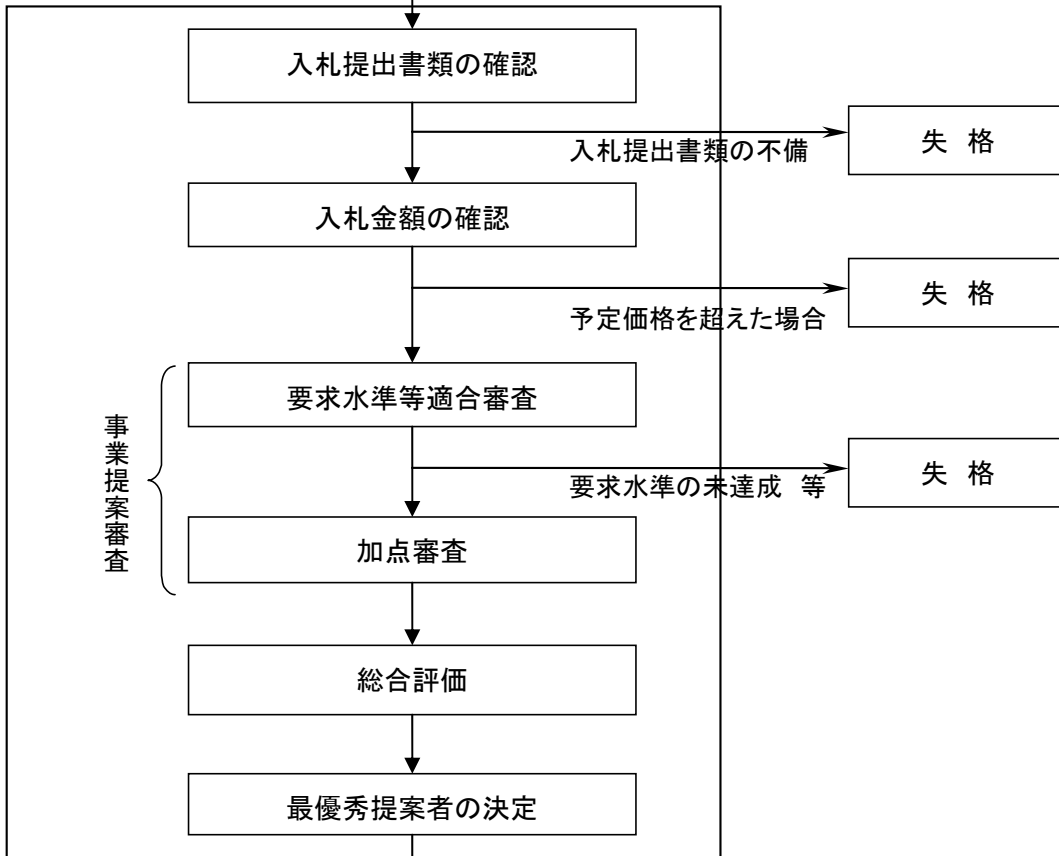 入札提出書類の確認
入札提出書類の不備
失 格
入札金額の確認
予定価格を超えた場合
失 格
事業提案審査
要求水準等適合審査
要求水準の未達成 等
失 格
加点審査
総合評価
最優秀提案者の決定